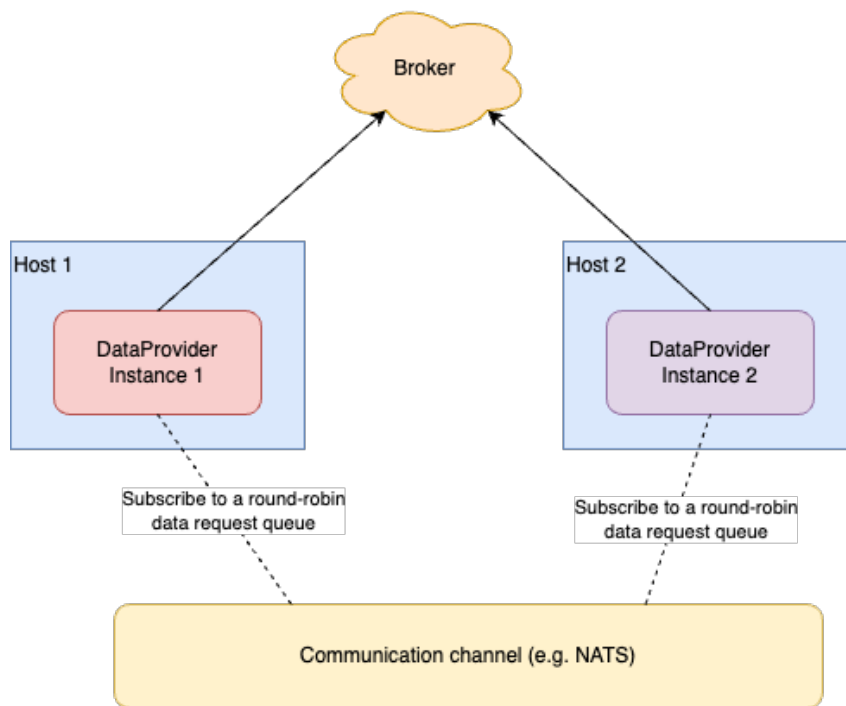 Broker
Host 1
Host 2
DataProvider
Instance 1
DataProvider
Instance 2
Subscribe to a round-robin
data request queue
Subscribe to a round-robin
data request queue
Communication channel (e.g. NATS)